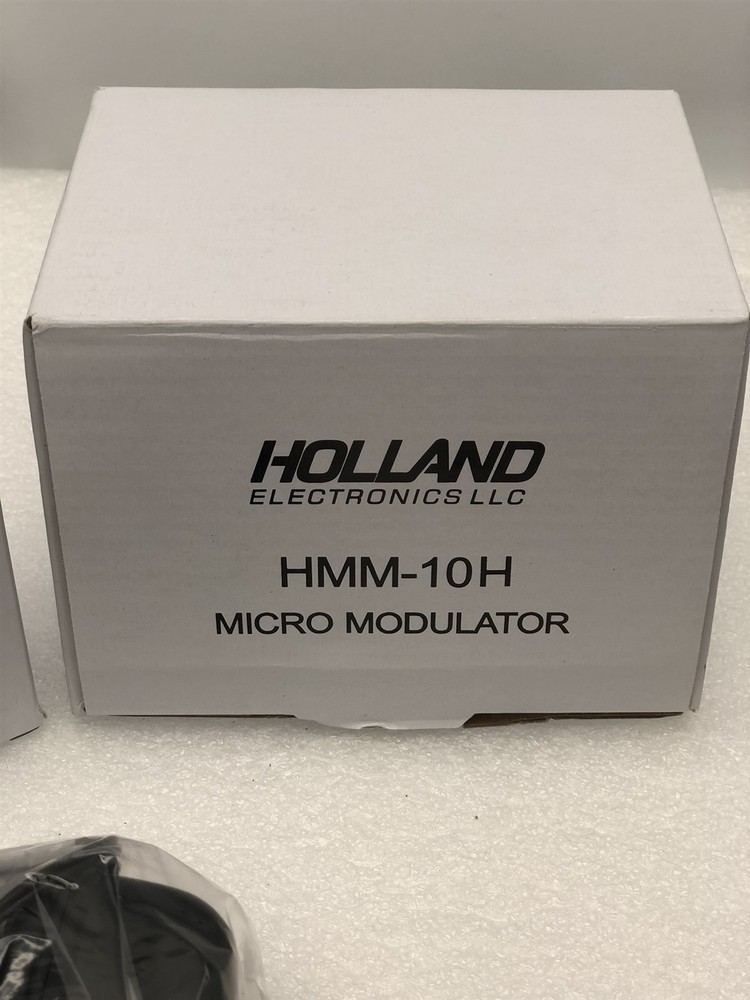 HOLLAND
ELECTRONICS LLC
HMM-10H
MICRO MODULATOR